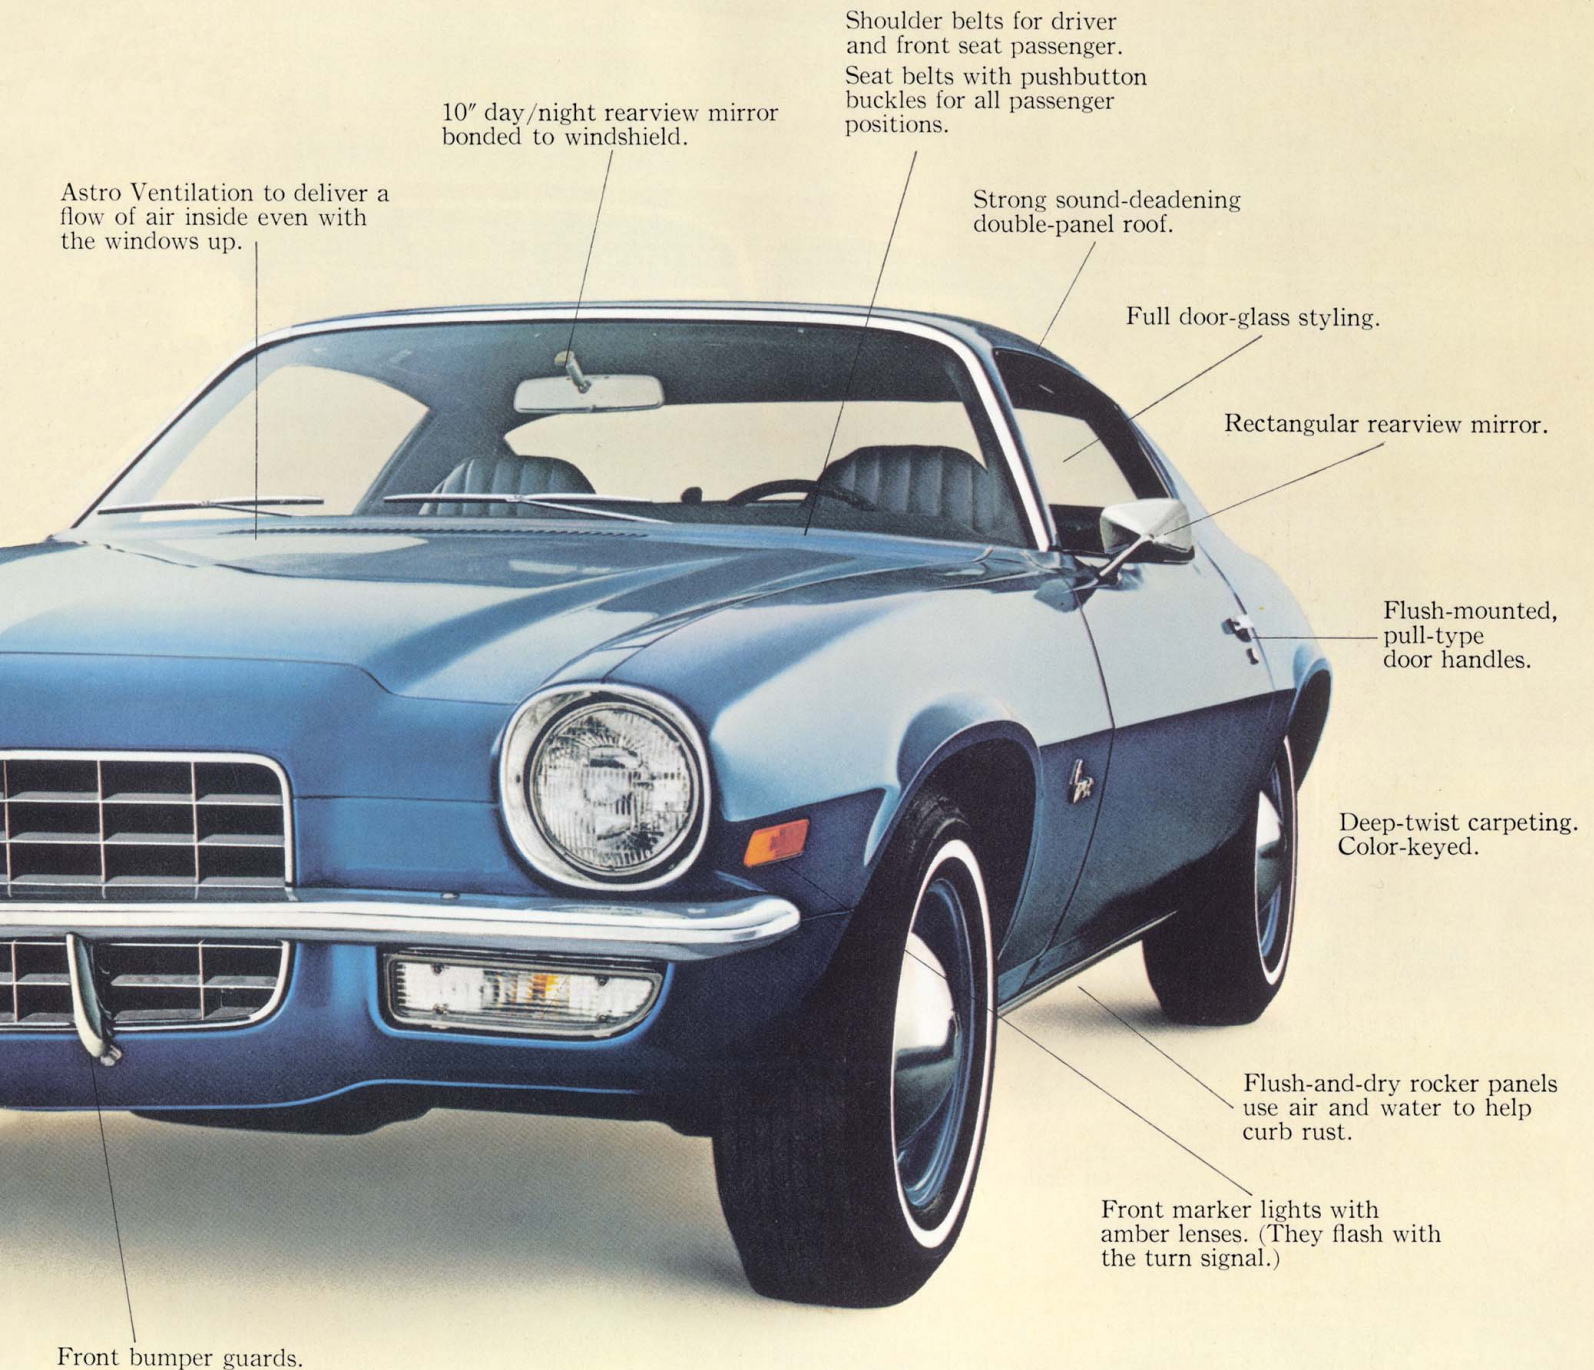 Shoulder belts for driver
and front seat passenger.
Seat belts with pushbutton
buckles for all passenger
positions.
10″ day/night rearview mirror
bonded to windshield.
Astro Ventilation to deliver a
flow of air inside even with
the windows up.
Strong sound-deadening
double-panel roof.
Full door-glass styling.
Rectangular rearview mirror.
Flush-mounted,
pull-type
door handles.
Deep-twist carpeting.
Color-keyed.
Flush-and-dry rocker panels
use air and water to help
curb rust.
Front marker lights with
amber lenses. (They flash with
the turn signal.)
Front bumper guards.